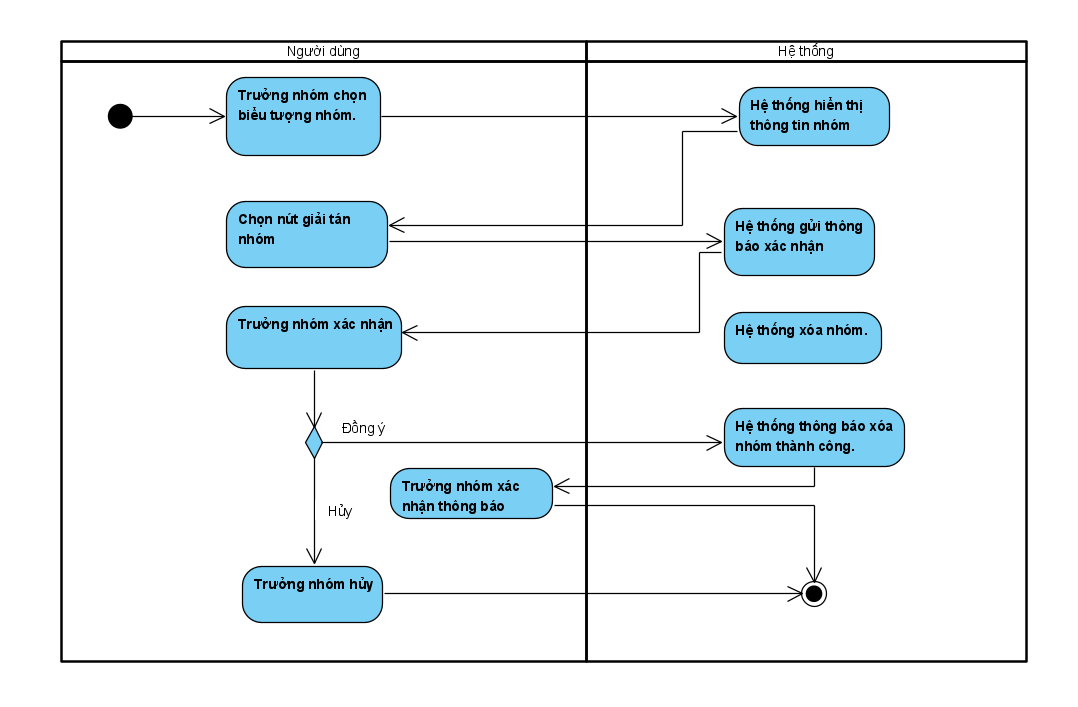 Người dùng
Hệ thống
Trưởng nhóm chọn
biểu tượng nhóm.
Hệ thống hiển thị
thông tin nhóm
Chọn nút giải tán
nhóm
Hệ thống gửi thông
báo xác nhận
Trưởng nhóm xác nhận
Hệ thống xóa nhóm.
Đồng ý
Hệ thống thông báo xóa
nhóm thành công.
Trưởng nhóm xác
nhận thông báo
Hủy
Trưởng nhóm hủy